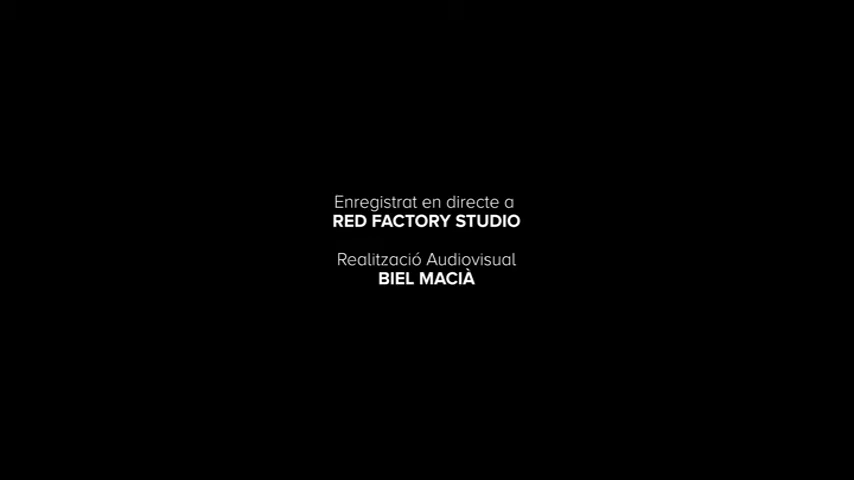 Enregistrat en directe a
RED FACTORY STUDIO
Realització Audiovisual
BIEL MACIÀ